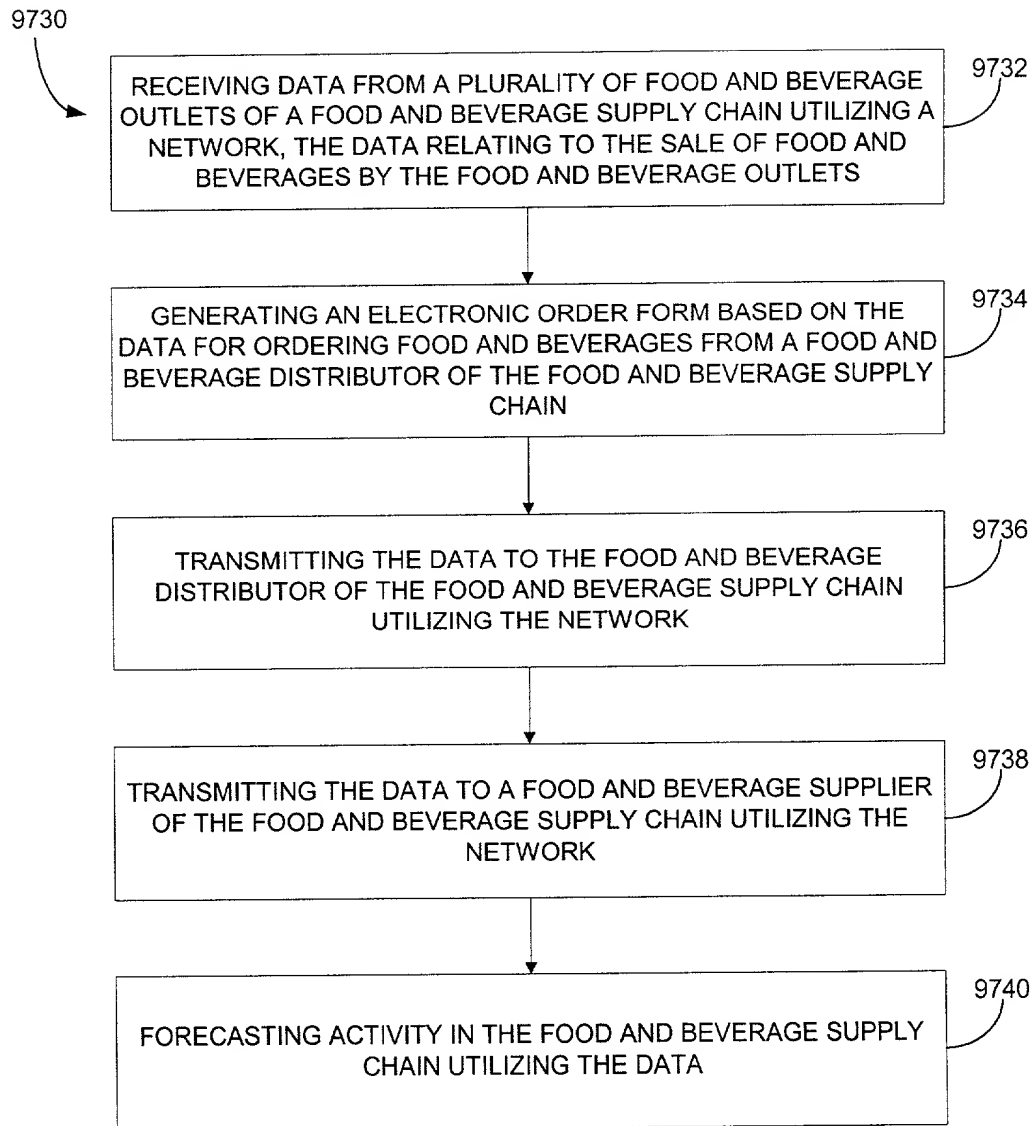 9730
RECEIVING DATA FROM A PLURALITY OF FOOD AND BEVERAGE
OUTLETS OF A FOOD AND BEVERAGE SUPPLY CHAIN UTILIZING A
NETWORK, THE DATA RELATING TO THE SALE OF FOOD AND
BEVERAGES BY THE FOOD AND BEVERAGE OUTLETS
9732
GENERATING AN ELECTRONIC ORDER FORM BASED ON THE
DATA FOR ORDERING FOOD AND BEVERAGES FROM A FOOD AND
BEVERAGE DISTRIBUTOR OF THE FOOD AND BEVERAGE SUPPLY
CHAIN
9734
TRANSMITTING THE DATA TO THE FOOD AND BEVERAGE
DISTRIBUTOR OF THE FOOD AND BEVERAGE SUPPLY CHAIN
UTILIZING THE NETWORK
9736
TRANSMITTING THE DATA TO A FOOD AND BEVERAGE SUPPLIER
OF THE FOOD AND BEVERAGE SUPPLY CHAIN UTILIZING THE
NETWORK
9738
FORECASTING ACTIVITY IN THE FOOD AND BEVERAGE SUPPLY
CHAIN UTILIZING THE DATA
9740